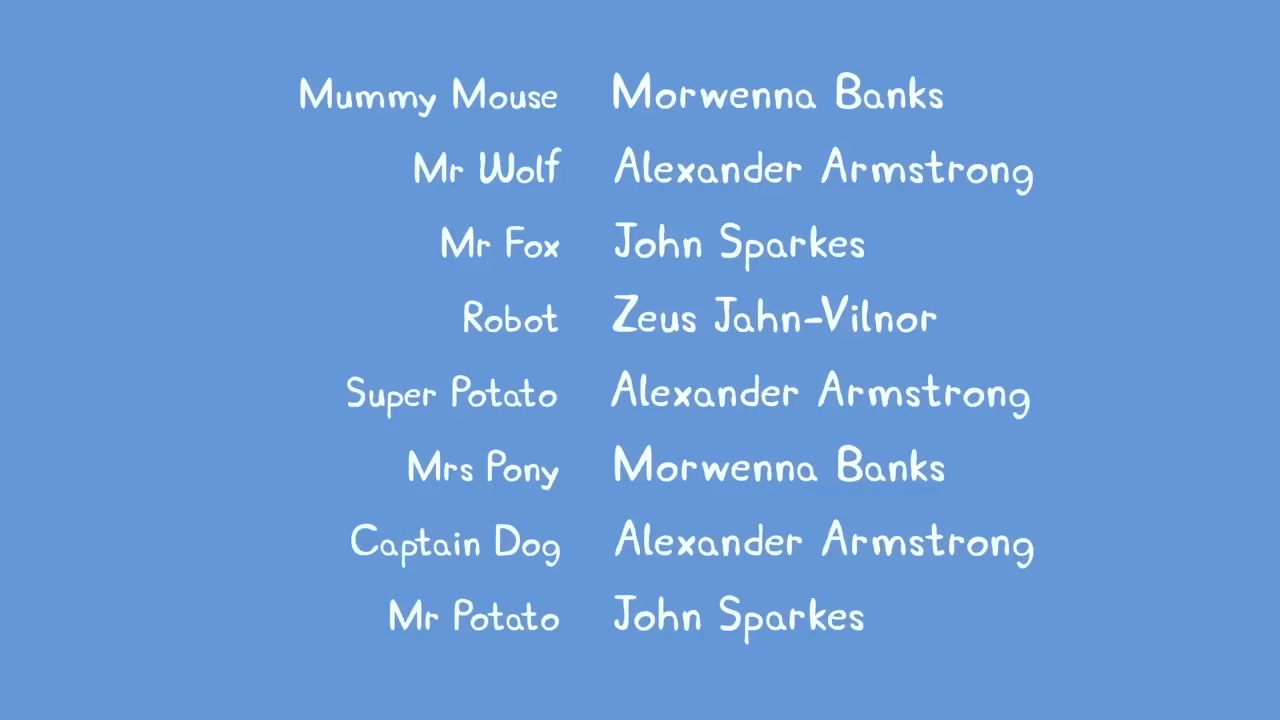 Mummy Mouse Morwenna Banks
Mr Wolf Alexander Armstrong
Mr Fox John Sparkes
Robot Zeus Jahn-Vilnor
Super Potato Alexander Armstrong
Mrs Pony Morwenna Banks
Captain Dog Alexander Armstrong
Mr Potato John Sparkes